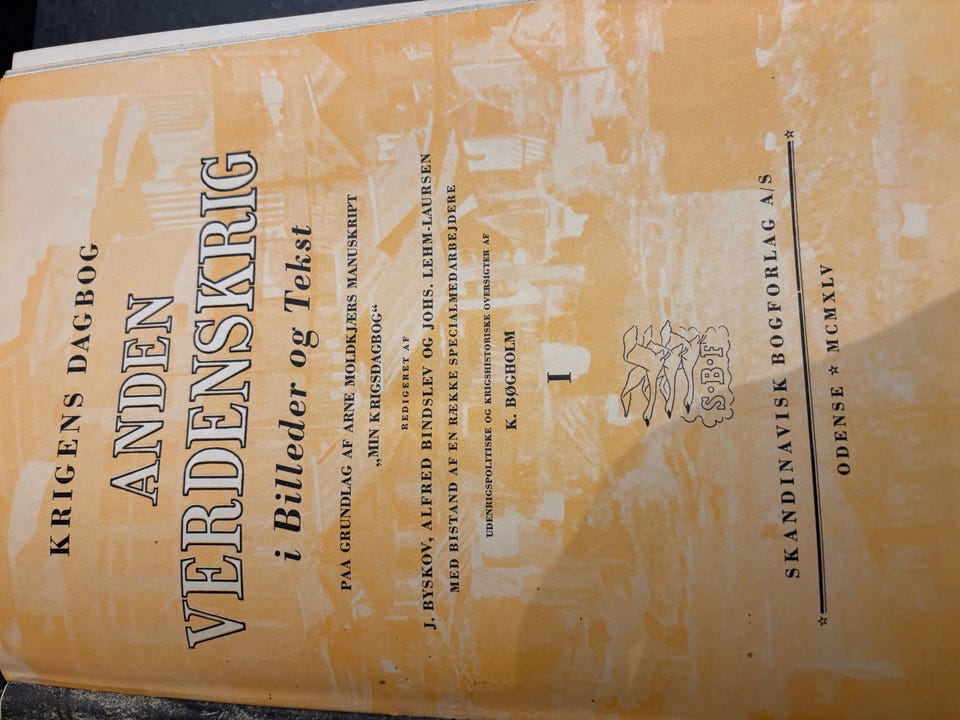 KRIGENS DAGBOG
ANDEN
VERDENSKRIG
i Billeder og Tekst
PAA GRUNDLAG AF ARNE MOLDKJÆRS MANUSKRIPT
„MIN KRIGSDAGBOG“
REDIGERET AF
J. BYSKOV, ALFRED BINDSLEV OG JOHS. LEHM-LAURSEN
MED BISTAND AF EN RÆKKE SPECIALMEDARBEJDERE
UDENRIGSPOLITISKE OG KRIGSHISTORISKE OVERSIGTER AF
K. BØGHOLM
I
S·B·F
SKANDINAVISK BOGFORLAG A/S
ODENSE ☆ MCMXLV